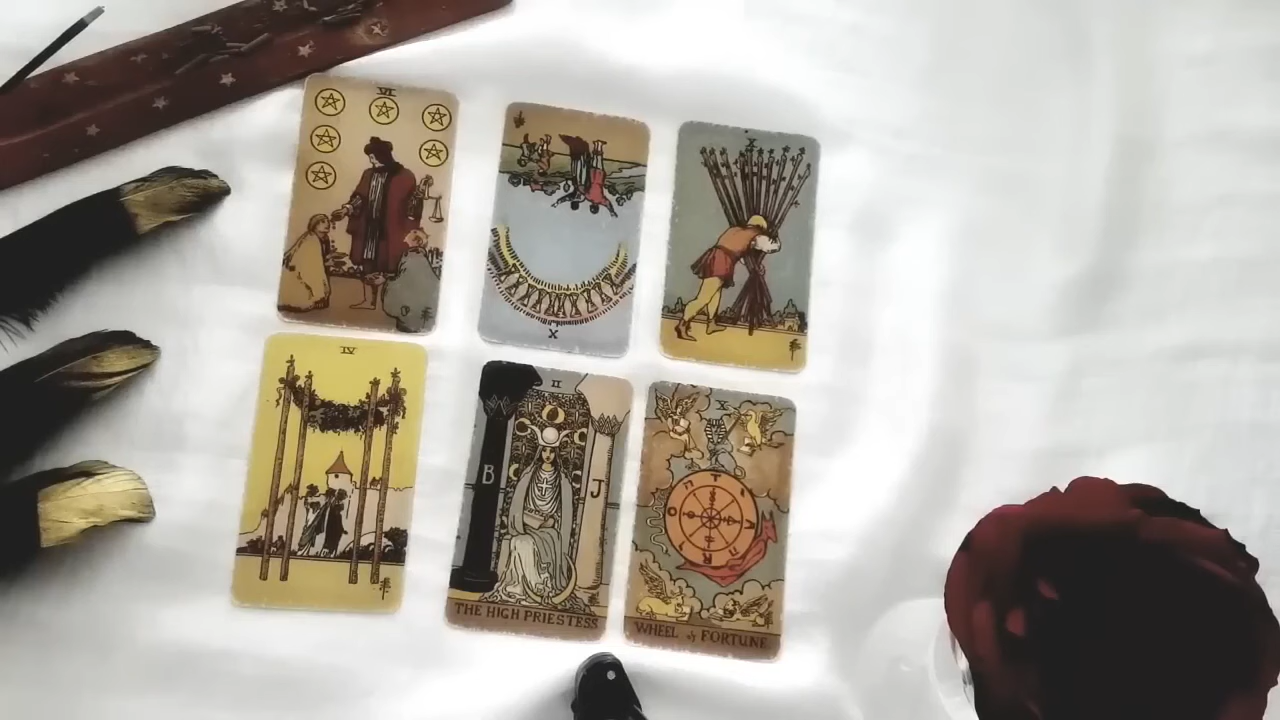 VI
X
X
IV
II
B J
THE HIGH PRIESTESS
X
T A R O
WHEEL of FORTUNE